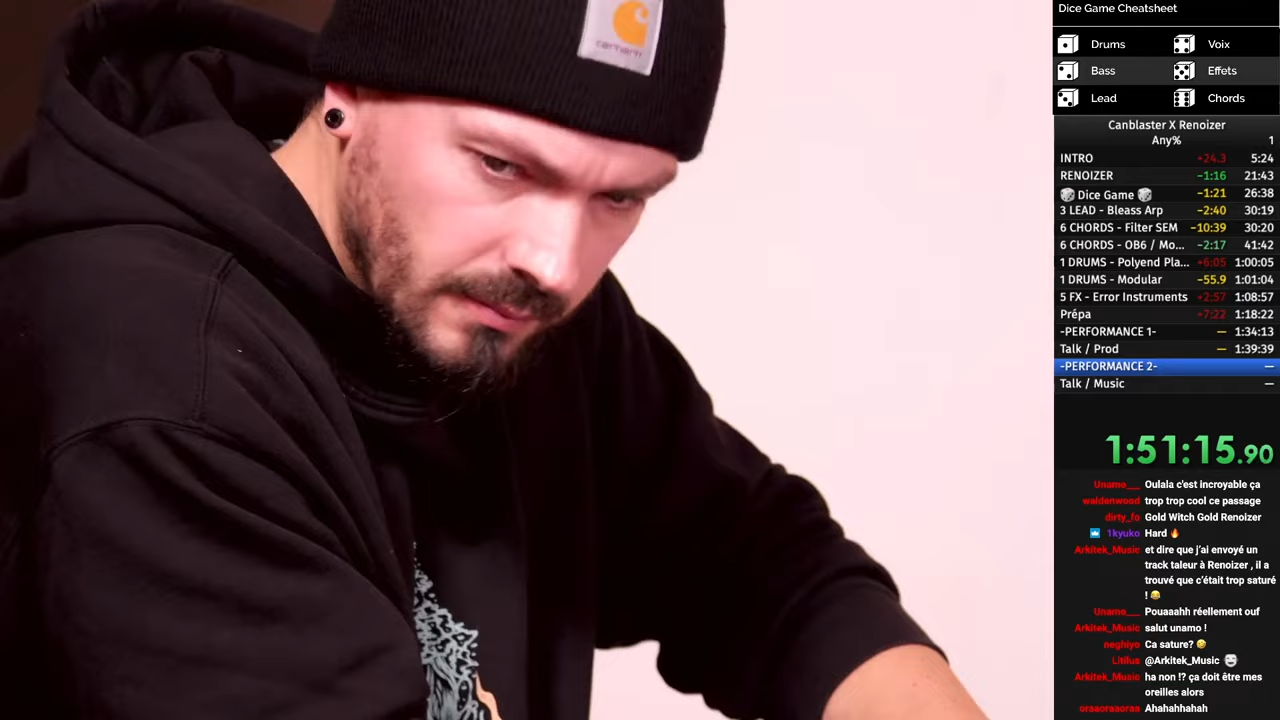 carhartt
Dice Game Cheatsheet
Drums
Voix
Bass
Effets
Lead
Chords
Canblaster X Renoizer
Any% 1
INTRO +24.3 5:24
RENOIZER −1:16 21:43
Dice Game −1:21 26:38
3 LEAD - Bleass Arp −2:40 30:19
6 CHORDS - Filter SEM −10:39 30:20
6 CHORDS - OB6 / Mo... −2:17 41:42
1 DRUMS - Polyend Pla... +6:05 1:00:05
1 DRUMS - Modular −55.9 1:01:04
5 FX - Error Instruments +2:57 1:08:57
Prépa +7:22 1:18:22
-PERFORMANCE 1- — 1:34:13
Talk / Prod — 1:39:39
-PERFORMANCE 2- —
Talk / Music —
1:51:15.90
Unamo__ Oulala c'est incroyable ça
waldenwood trop trop cool ce passage
dirty_fo Gold Witch Gold Renoizer
1kyuko Hard 🔥
Arkitek_Music et dire que j'ai envoyé un
track taleur à Renoizer , il a
trouvé que c'était trop saturé
! 😂
Unamo__ Pouaaahh réellement ouf
Arkitek_Music salut unamo !
neghiyo Ca sature? 🤣
Litilus @Arkitek_Music
Arkitek_Music ha non !? ça doit être mes
oreilles alors
oraaoraaoraa Ahahahhahah